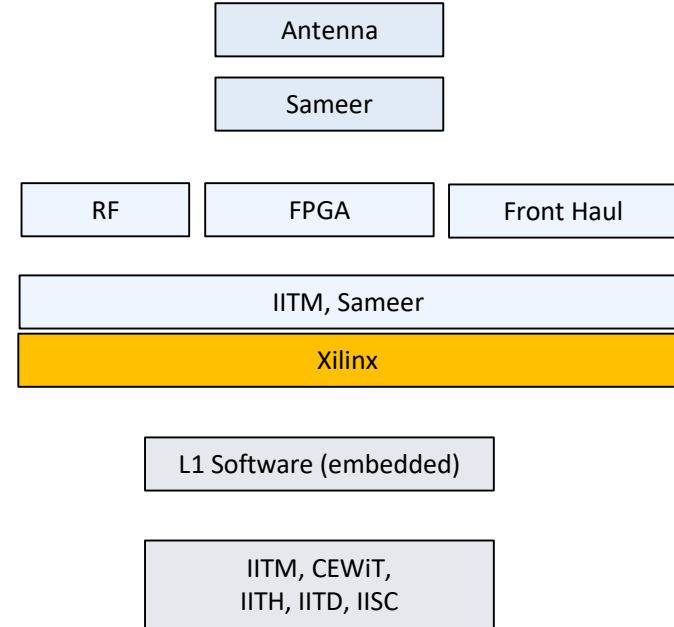 Antenna
Sameer
RF
FPGA
Front Haul
IITM, Sameer
Xilinx
L1 Software (embedded)
IITM, CEWiT,
IITH, IITD, IISC